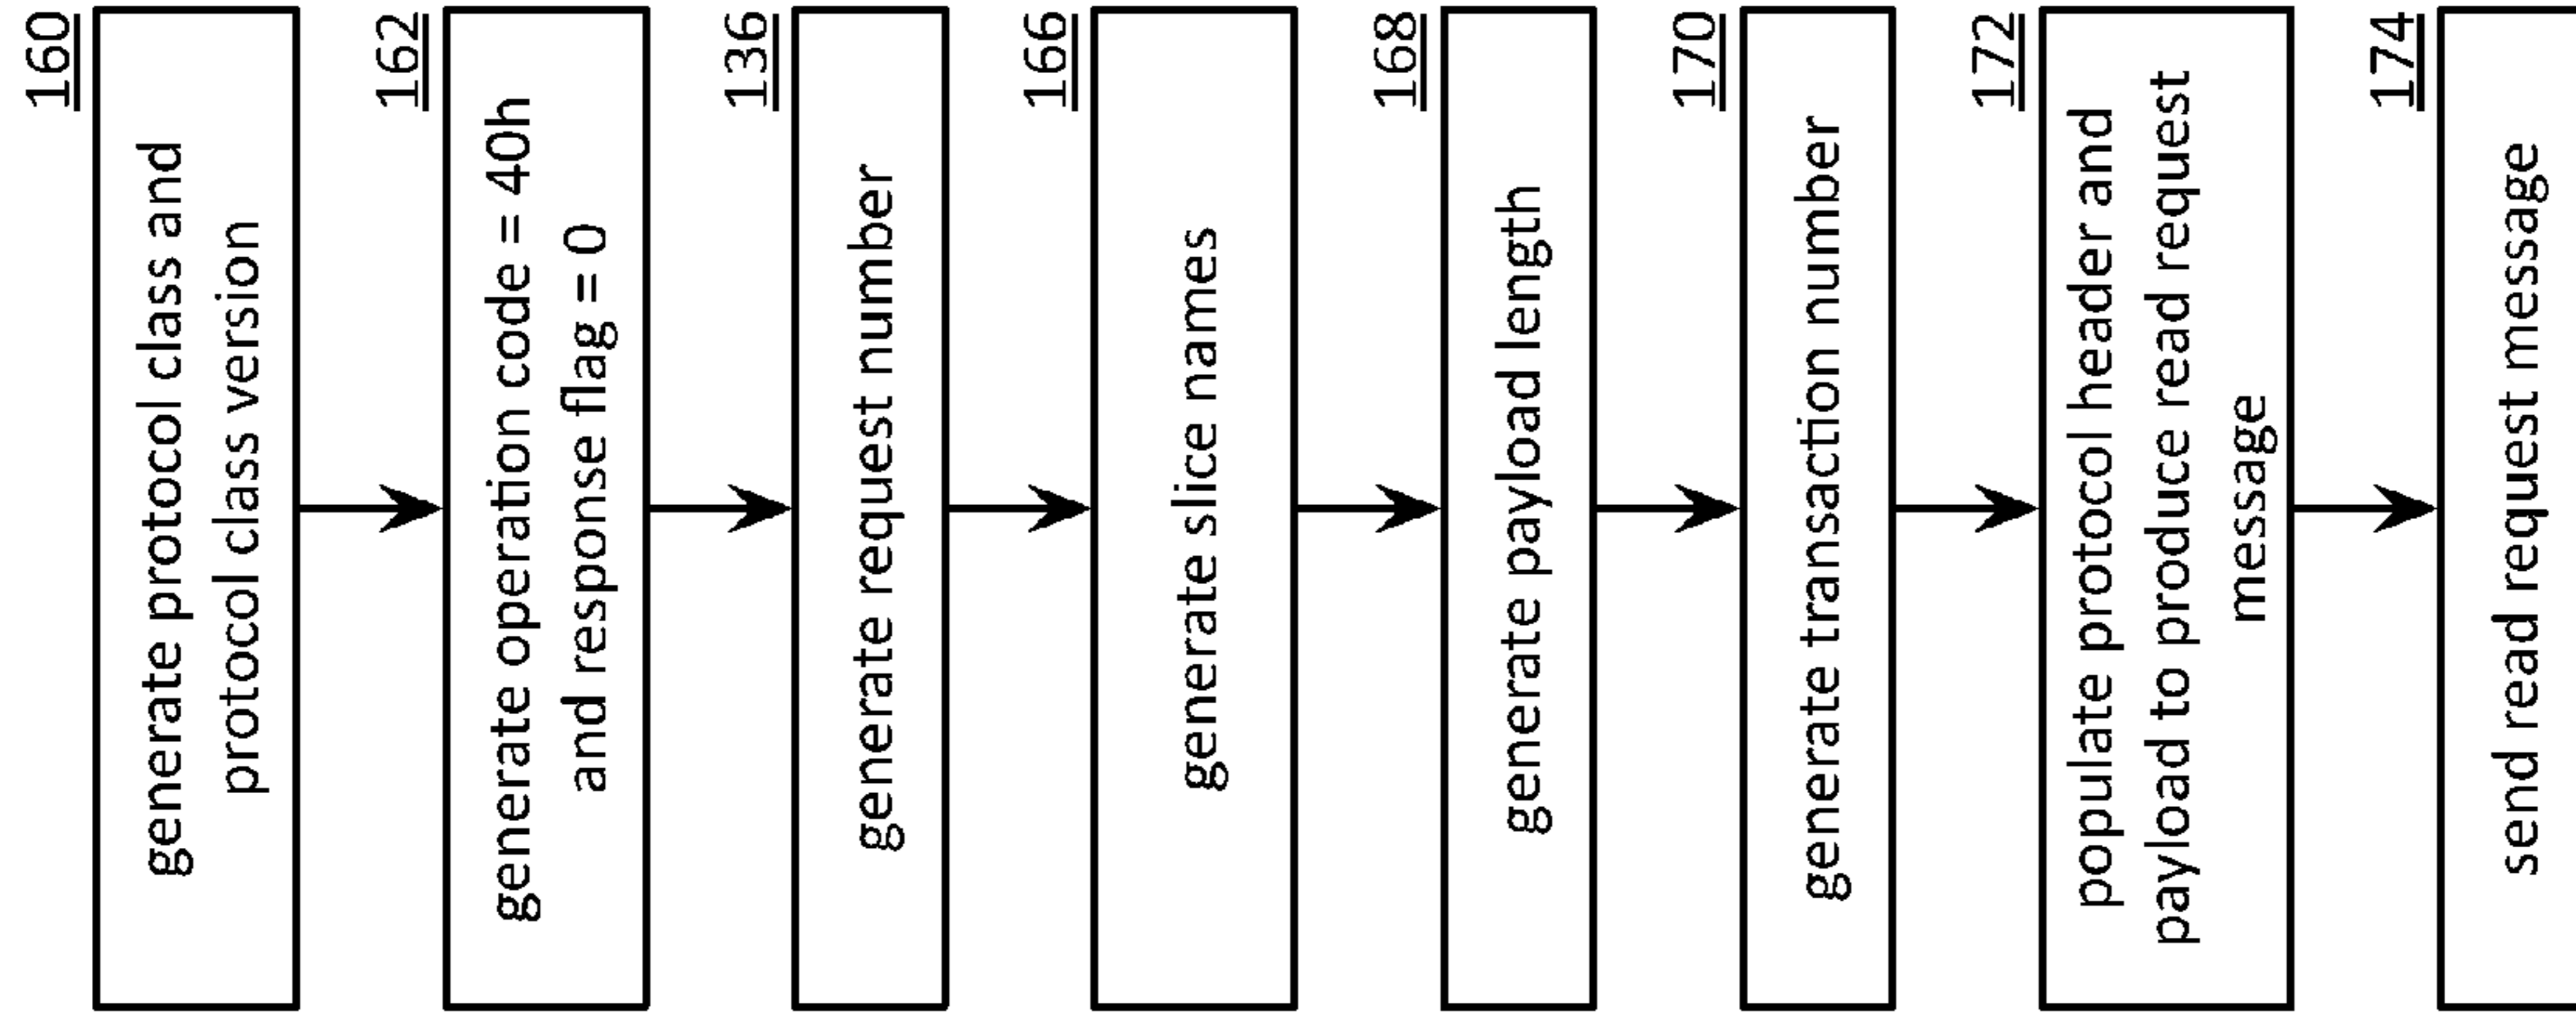 160
generate protocol class and
protocol class version
162
generate operation code = 40h
and response flag = 0
136
generate request number
166
generate slice names
168
generate payload length
170
generate transaction number
172
populate protocol header and
payload to produce read request
message
174
send read request message